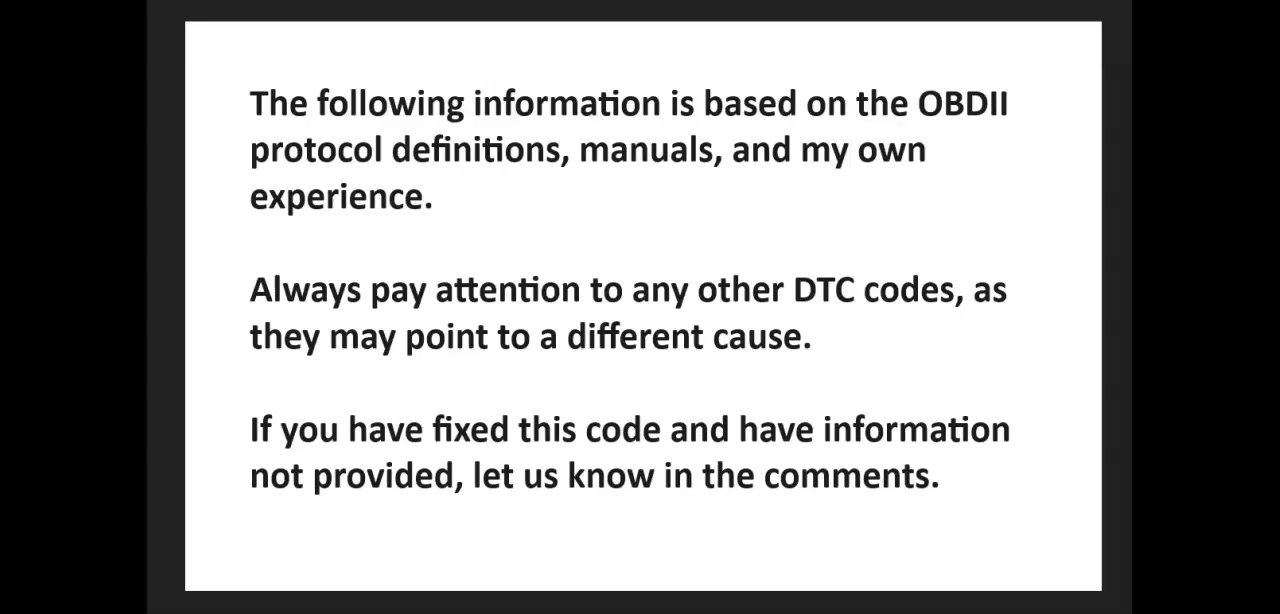 The following information is based on the OBDII
protocol definitions, manuals, and my own
experience.
Always pay attention to any other DTC codes, as
they may point to a different cause.
If you have fixed this code and have information
not provided, let us know in the comments.